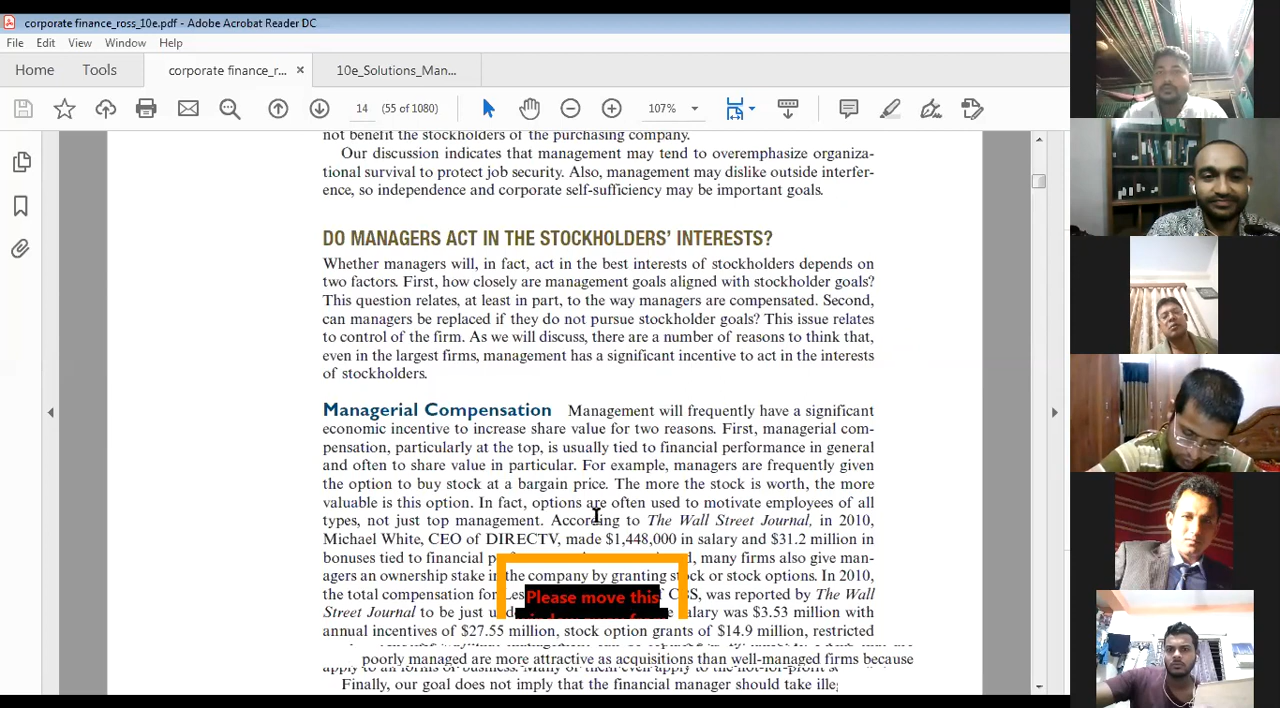 corporate finance_ross_10e.pdf - Adobe Acrobat Reader DC
File Edit View Window Help
Home Tools corporate finance_r... × 10e_Solutions_Man...
14 (55 of 1080) 107%
not benefit the stockholders of the purchasing company.
Our discussion indicates that management may tend to overemphasize organiza-
tional survival to protect job security. Also, management may dislike outside interfer-
ence, so independence and corporate self-sufficiency may be important goals.
DO MANAGERS ACT IN THE STOCKHOLDERS' INTERESTS?
Whether managers will, in fact, act in the best interests of stockholders depends on
two factors. First, how closely are management goals aligned with stockholder goals?
This question relates, at least in part, to the way managers are compensated. Second,
can managers be replaced if they do not pursue stockholder goals? This issue relates
to control of the firm. As we will discuss, there are a number of reasons to think that,
even in the largest firms, management has a significant incentive to act in the interests
of stockholders.
Managerial Compensation Management will frequently have a significant
economic incentive to increase share value for two reasons. First, managerial com-
pensation, particularly at the top, is usually tied to financial performance in general
and often to share value in particular. For example, managers are frequently given
the option to buy stock at a bargain price. The more the stock is worth, the more
valuable is this option. In fact, options are often used to motivate employees of all
types, not just top management. According to The Wall Street Journal, in 2010,
Michael White, CEO of DIRECTV, made $1,448,000 in salary and $31.2 million in
bonuses tied to financial many firms also give man-
agers an ownership stake in the company by granting stock or stock options. In 2010,
the total compensation for CBS, was reported by The Wall
Please move this
Street Journal to be just salary was $3.53 million with
annual incentives of $27.55 million, stock option grants of $14.9 million, restricted
poorly managed are more attractive as acquisitions than well-managed firms because
Finally, our goal does not imply that the financial manager should take